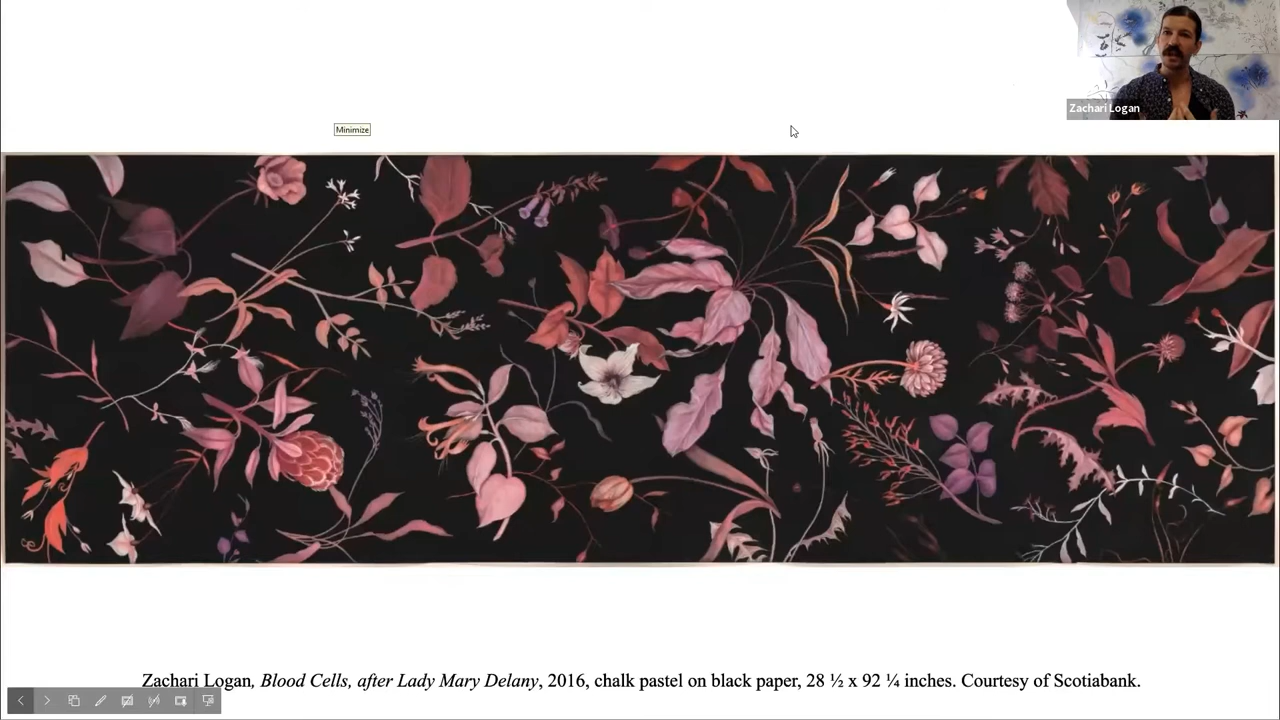 Zachari Logan
Minimize
Zachari Logan, Blood Cells, after Lady Mary Delany, 2016, chalk pastel on black paper, 28 ½ x 92 ¼ inches. Courtesy of Scotiabank.